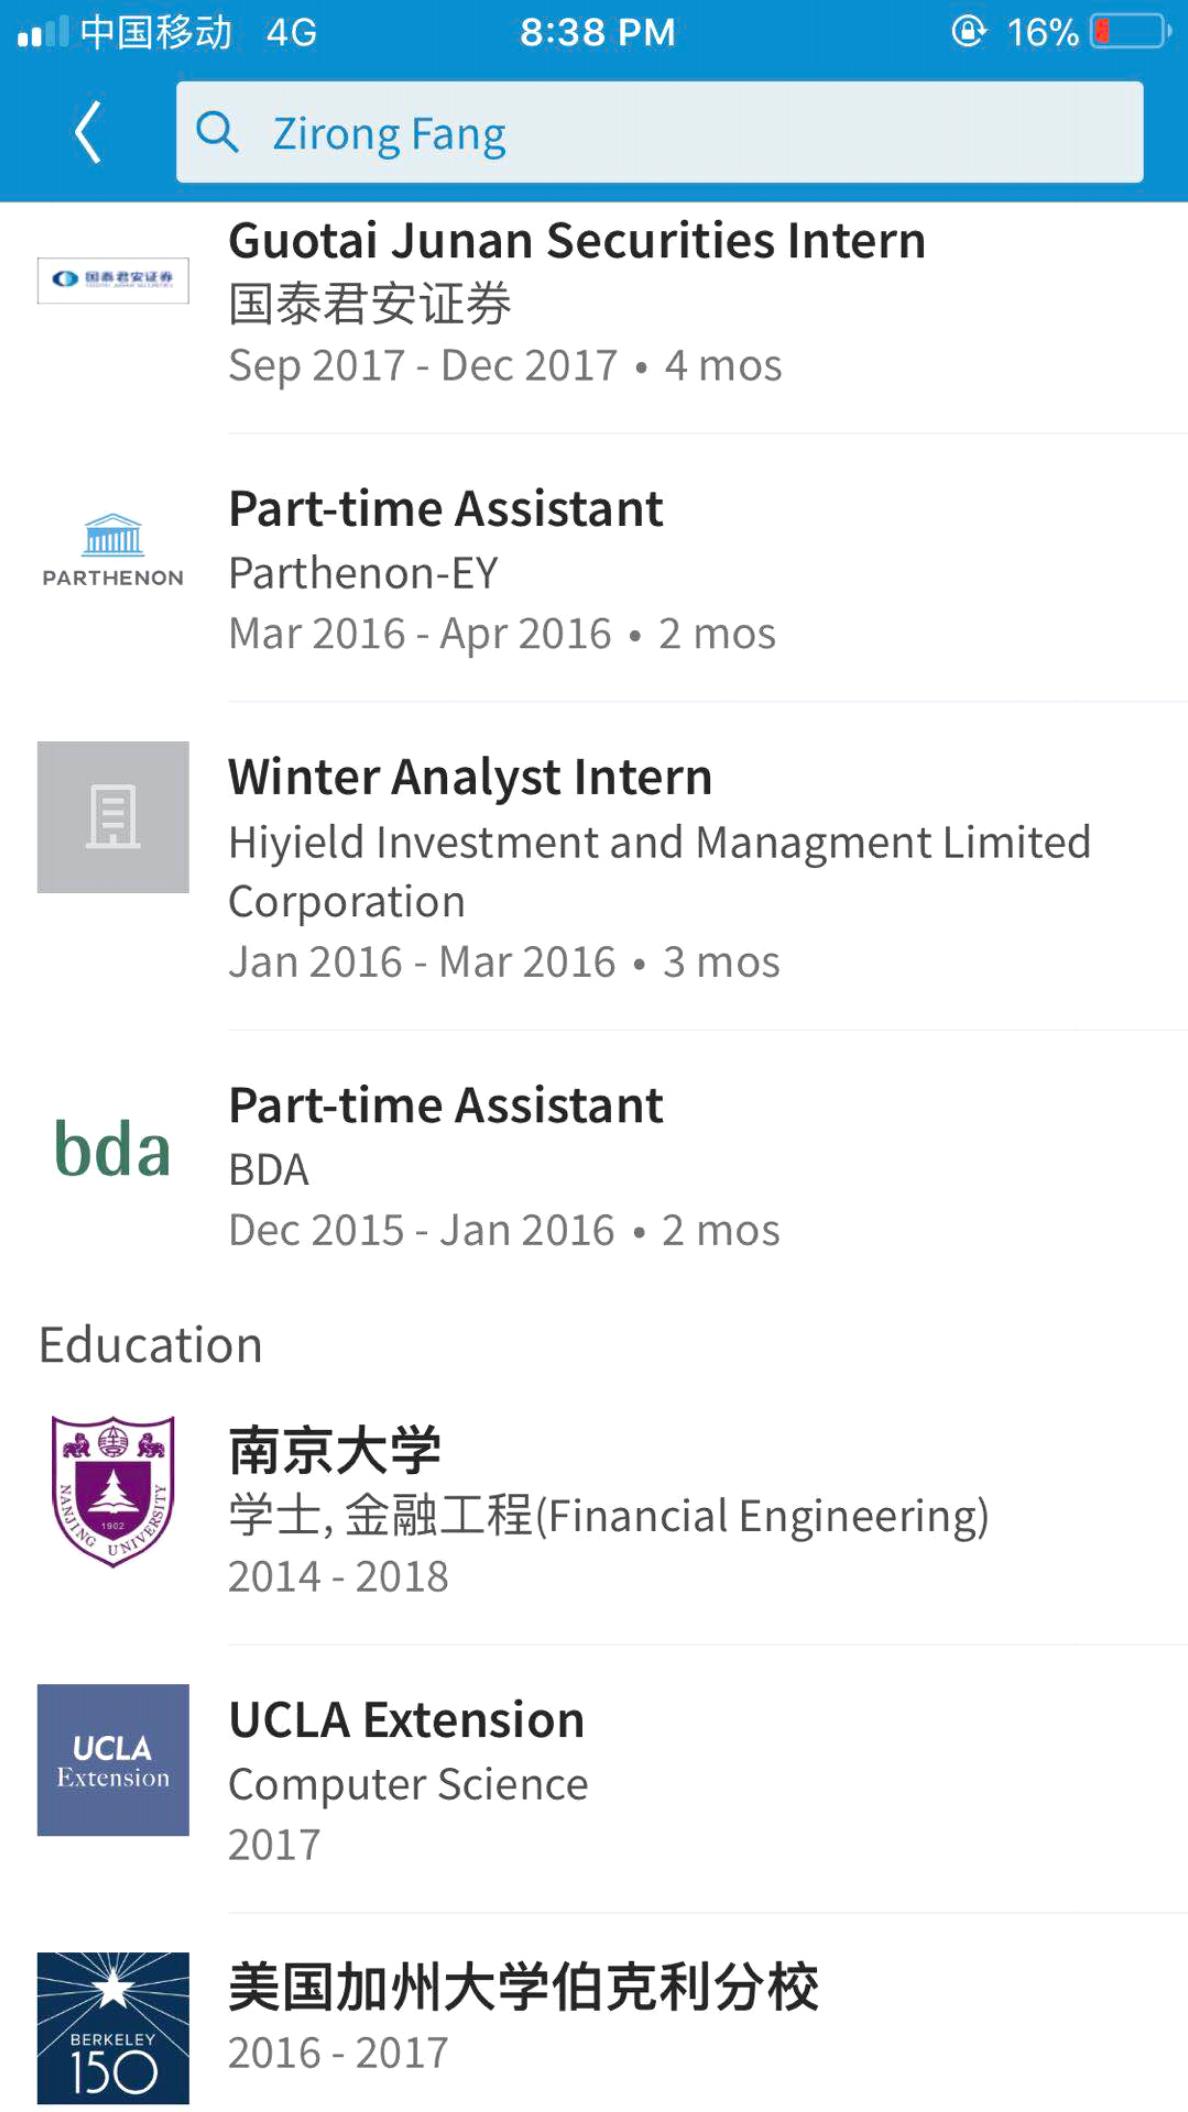 中国移动 4G 8:38 PM 16%
Zirong Fang
Guotai Junan Securities Intern
国泰君安证券
国泰君安证券
Sep 2017 - Dec 2017 • 4 mos
Part-time Assistant
PARTHENON
Parthenon-EY
Mar 2016 - Apr 2016 • 2 mos
Winter Analyst Intern
Hiyield Investment and Managment Limited
Corporation
Jan 2016 - Mar 2016 • 3 mos
Part-time Assistant
bda
BDA
Dec 2015 - Jan 2016 • 2 mos
Education
南京大学
NANJING UNIVERSITY
1902
学士, 金融工程(Financial Engineering)
2014 - 2018
UCLA Extension
UCLA
Extension
Computer Science
2017
美国加州大学伯克利分校
BERKELEY
150
2016 - 2017